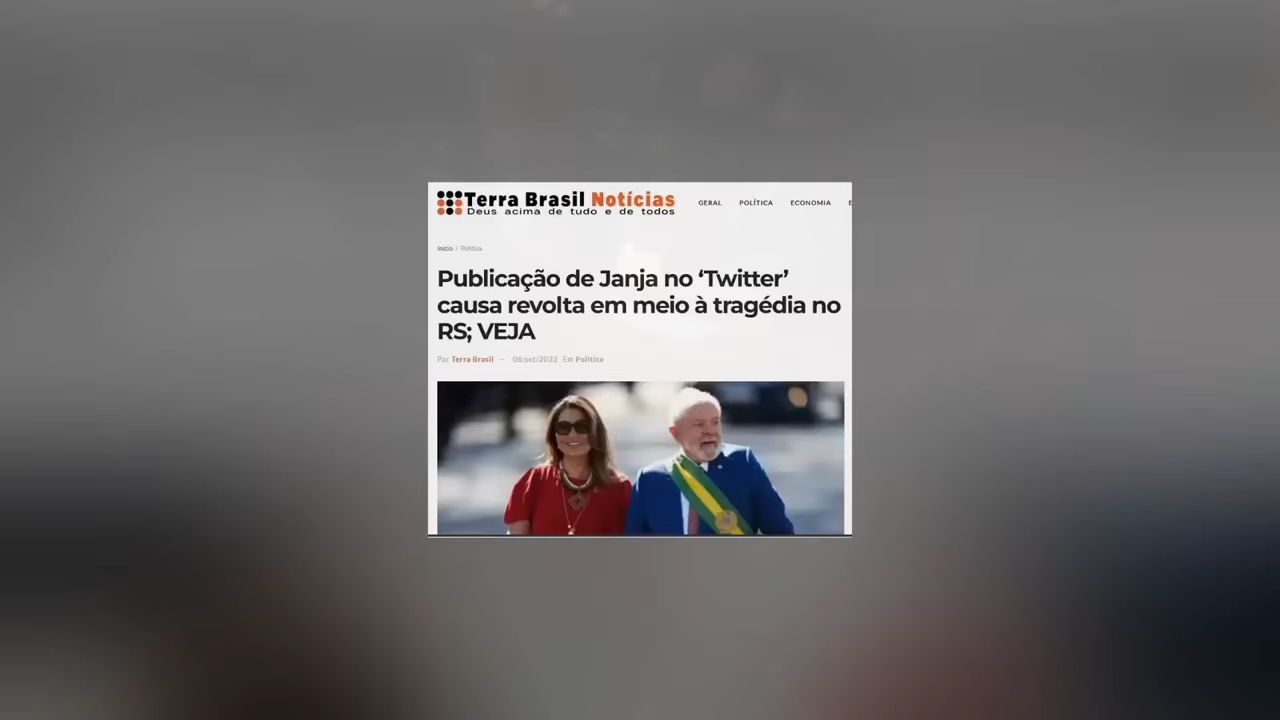 Terra Brasil Notícias
Deus acima de tudo e de todos
GERAL POLÍTICA ECONOMIA E
Início > Política
Publicação de Janja no ‘Twitter’
causa revolta em meio à tragédia no
RS; VEJA
Por Terra Brasil — 08/set/2023 Em Política